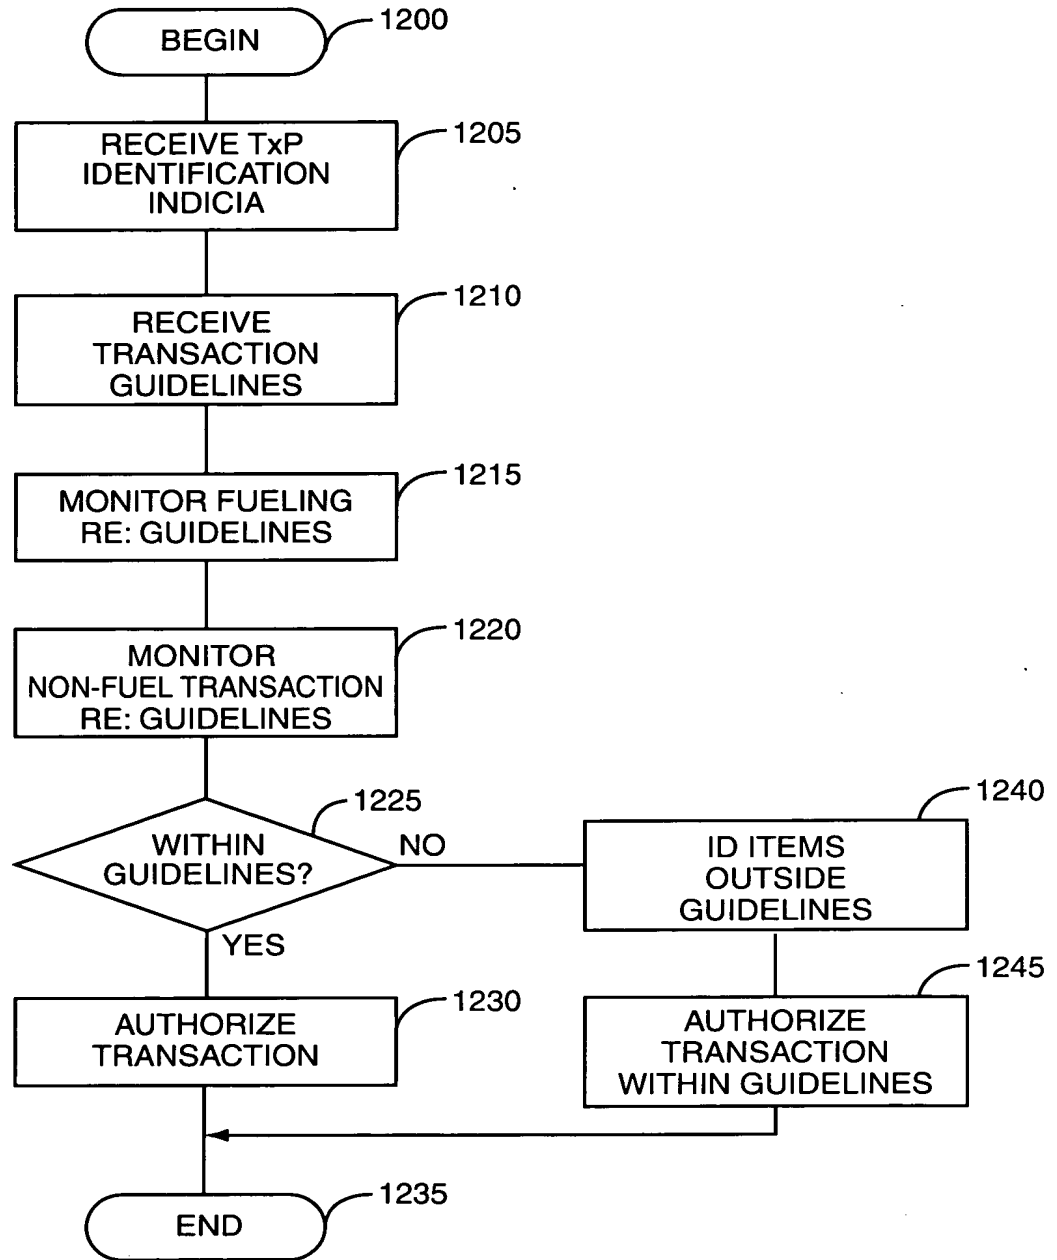 BEGIN
1200
RECEIVE TxP
IDENTIFICATION
INDICIA
1205
RECEIVE
TRANSACTION
GUIDELINES
1210
MONITOR FUELING
RE: GUIDELINES
1215
MONITOR
NON-FUEL TRANSACTION
RE: GUIDELINES
1220
WITHIN
GUIDELINES?
1225
NO
YES
ID ITEMS
OUTSIDE
GUIDELINES
1240
AUTHORIZE
TRANSACTION
1230
AUTHORIZE
TRANSACTION
WITHIN GUIDELINES
1245
END
1235